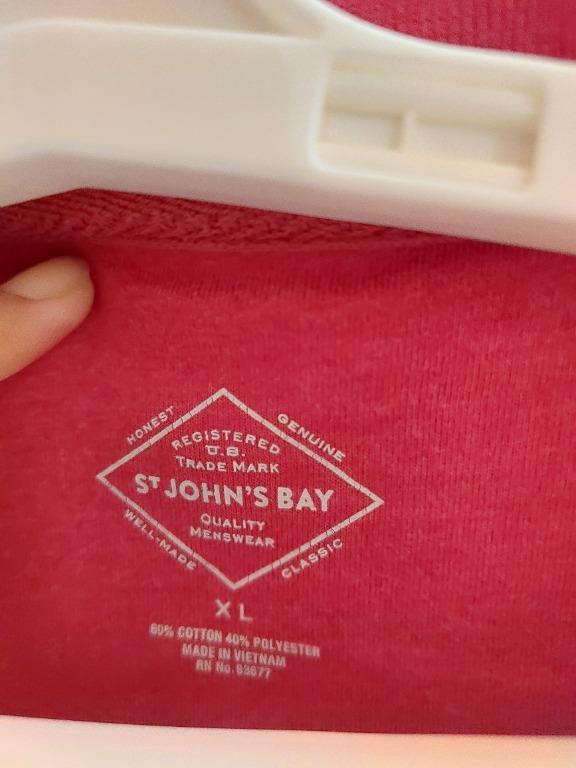 HONEST
GENUINE
REGISTERED
U.S.
TRADE MARK
ST JOHN'S BAY
QUALITY
MENSWEAR
WELL-MADE
CLASSIC
XL
60% COTTON 40% POLYESTER
MADE IN VIETNAM
RN No. 93677